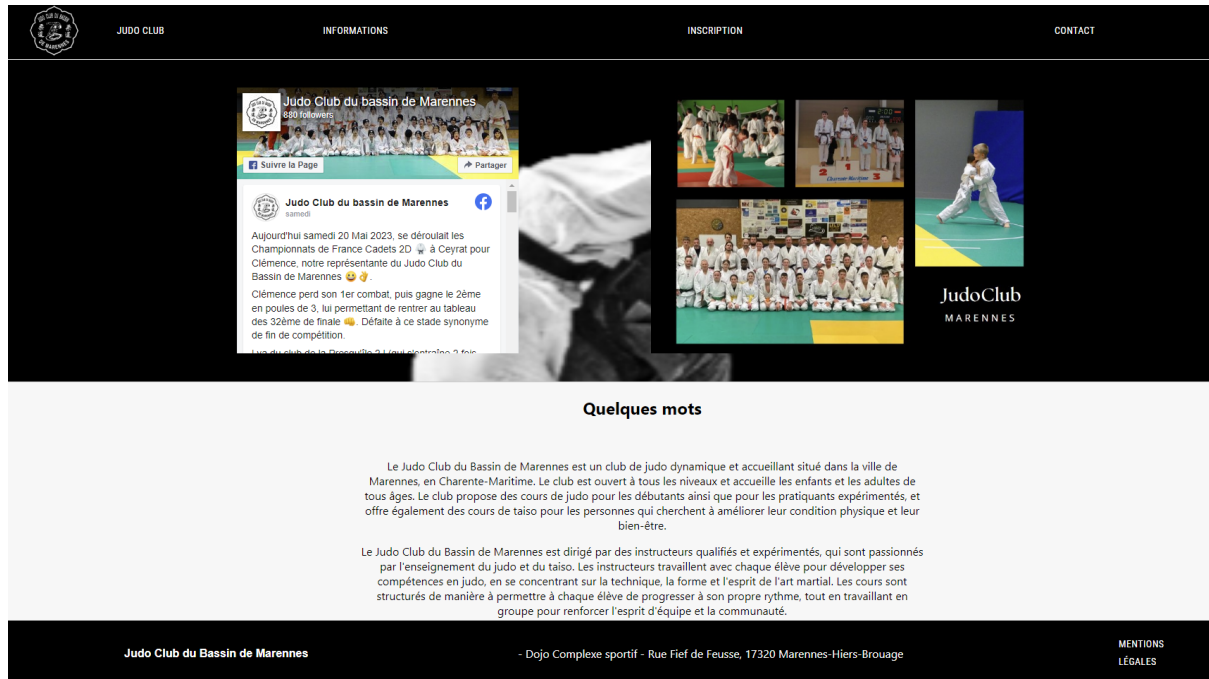 JUDO CLUB
INFORMATIONS
INSCRIPTION
CONTACT
Judo Club du bassin de Marennes
880 followers
Suivre la Page
Partager
Judo Club du bassin de Marennes
samedi
Aujourd'hui samedi 20 Mai 2023, se déroulait les
Championnats de France Cadets 2D 🥋 à Ceyrat pour
Clémence, notre représentante du Judo Club du
Bassin de Marennes 😃✌.
Clémence perd son 1er combat, puis gagne le 2ème
en poules de 3, lui permettant de rentrer au tableau
des 32ème de finale 👊. Défaite à ce stade synonyme
de fin de compétition.
2:00
2 1 3
Charente-Maritime
JudoClub
MARENNES
Quelques mots
Le Judo Club du Bassin de Marennes est un club de judo dynamique et accueillant situé dans la ville de
Marennes, en Charente-Maritime. Le club est ouvert à tous les niveaux et accueille les enfants et les adultes de
tous âges. Le club propose des cours de judo pour les débutants ainsi que pour les pratiquants expérimentés, et
offre également des cours de taiso pour les personnes qui cherchent à améliorer leur condition physique et leur
bien-être.
Le Judo Club du Bassin de Marennes est dirigé par des instructeurs qualifiés et expérimentés, qui sont passionnés
par l'enseignement du judo et du taiso. Les instructeurs travaillent avec chaque élève pour développer ses
compétences en judo, en se concentrant sur la technique, la forme et l'esprit de l'art martial. Les cours sont
structurés de manière à permettre à chaque élève de progresser à son propre rythme, tout en travaillant en
groupe pour renforcer l'esprit d'équipe et la communauté.
Judo Club du Bassin de Marennes
- Dojo Complexe sportif - Rue Fief de Feusse, 17320 Marennes-Hiers-Brouage
MENTIONS
LÉGALES